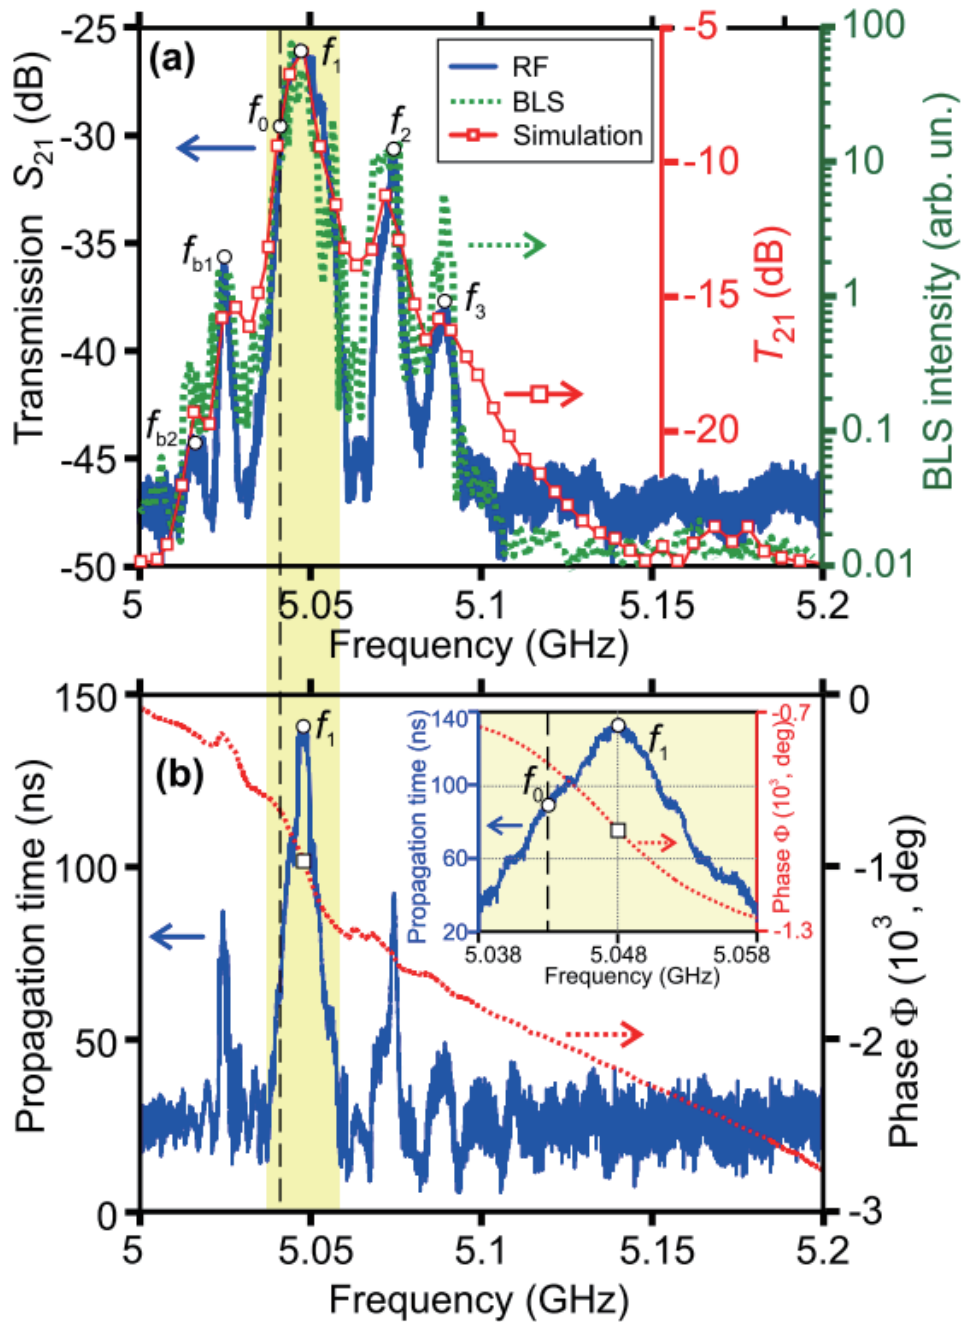 (a)
RF
BLS
Simulation
-25
-30
-35
-40
-45
-50
Transmission S21 (dB)
f0
f1
f2
f3
fb1
fb2
-5
-10
-15
-20
T21 (dB)
100
10
1
0.1
0.01
BLS intensity (arb. un.)
5
5.05
5.1
5.15
5.2
Frequency (GHz)
(b)
150
100
50
0
Propagation time (ns)
f1
0
-1
-2
-3
Phase Φ (10³, deg)
140
100
60
20
Propagation time (ns)
f0
f1
-0.7
-1.3
Phase Φ (10³, deg)
5.038
5.048
5.058
Frequency (GHz)
5
5.05
5.1
5.15
5.2
Frequency (GHz)